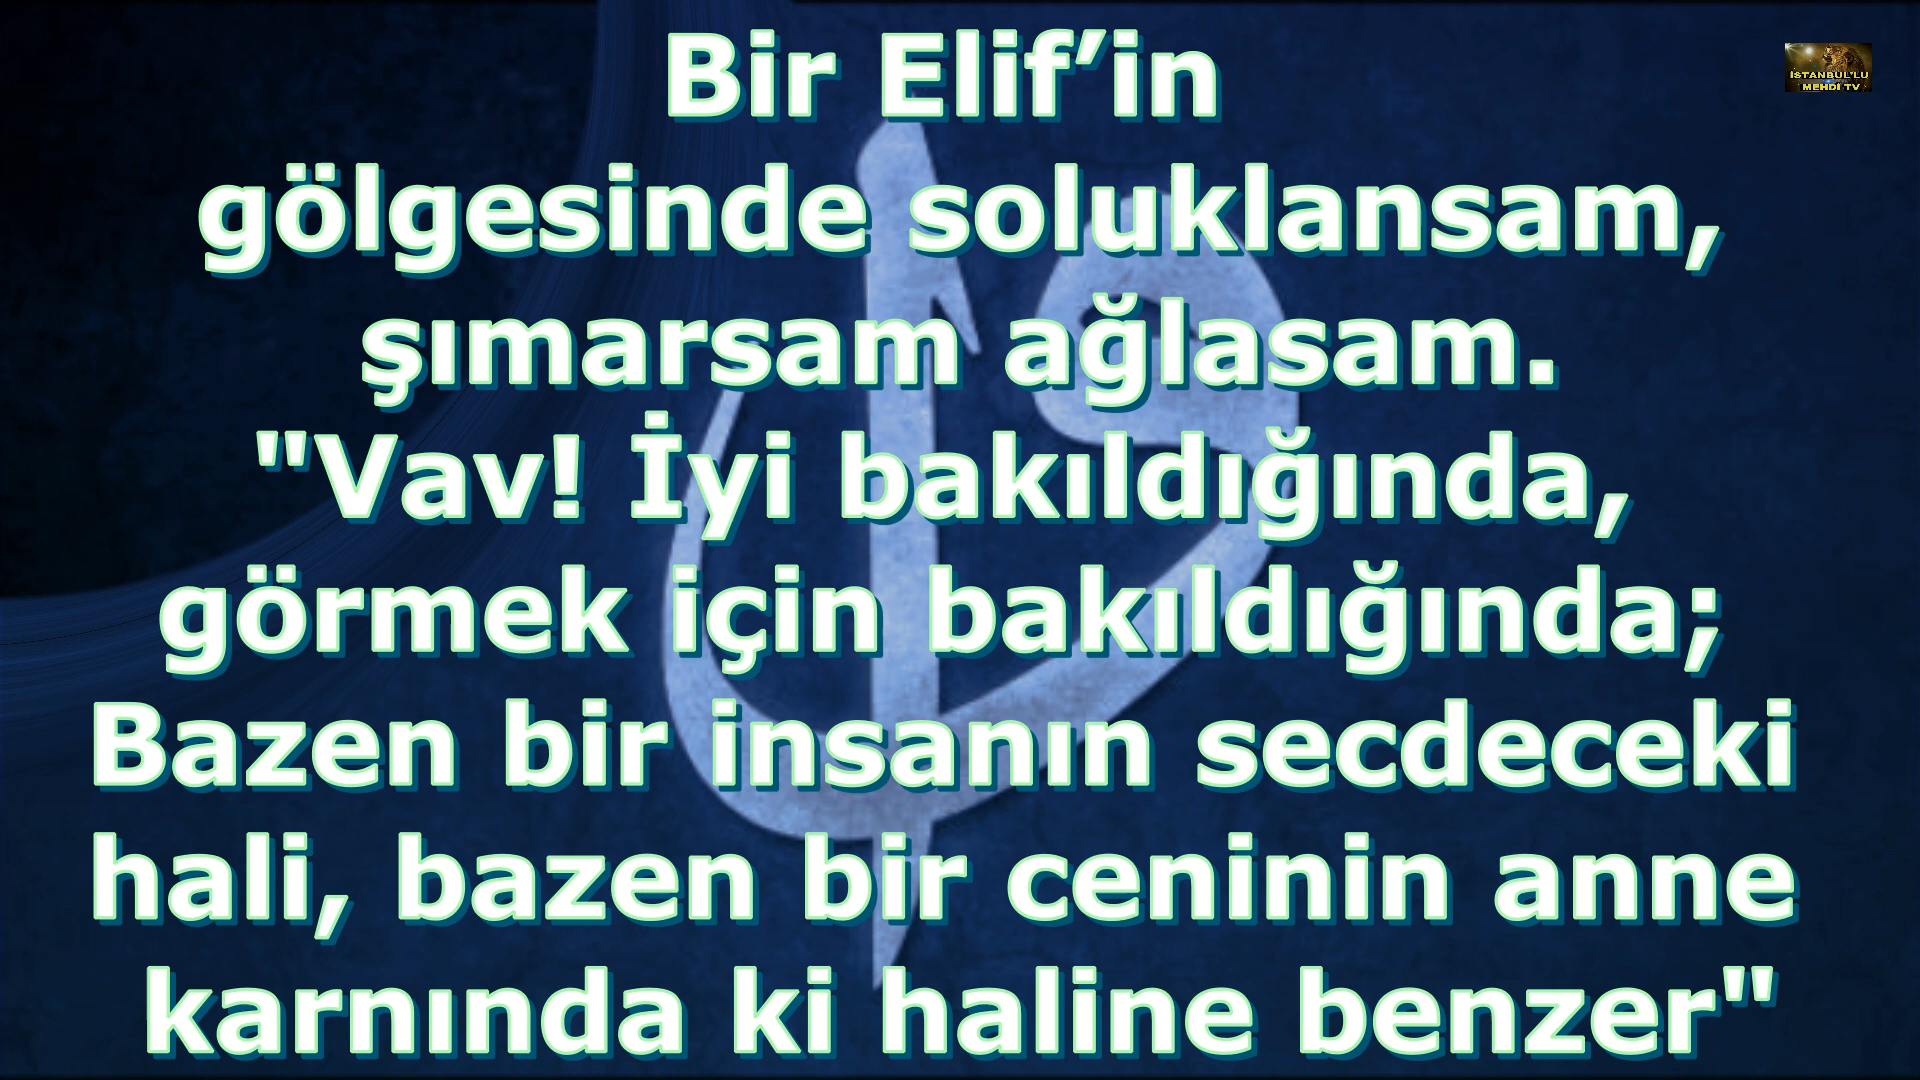 Bir Elif’in
gölgesinde soluklansam,
şımarsam ağlasam.
"Vav! İyi bakıldığında,
görmek için bakıldığında;
Bazen bir insanın secdeceki
hali, bazen bir ceninin anne
karnında ki haline benzer"
İSTANBUL'LU
MEHDİ TV